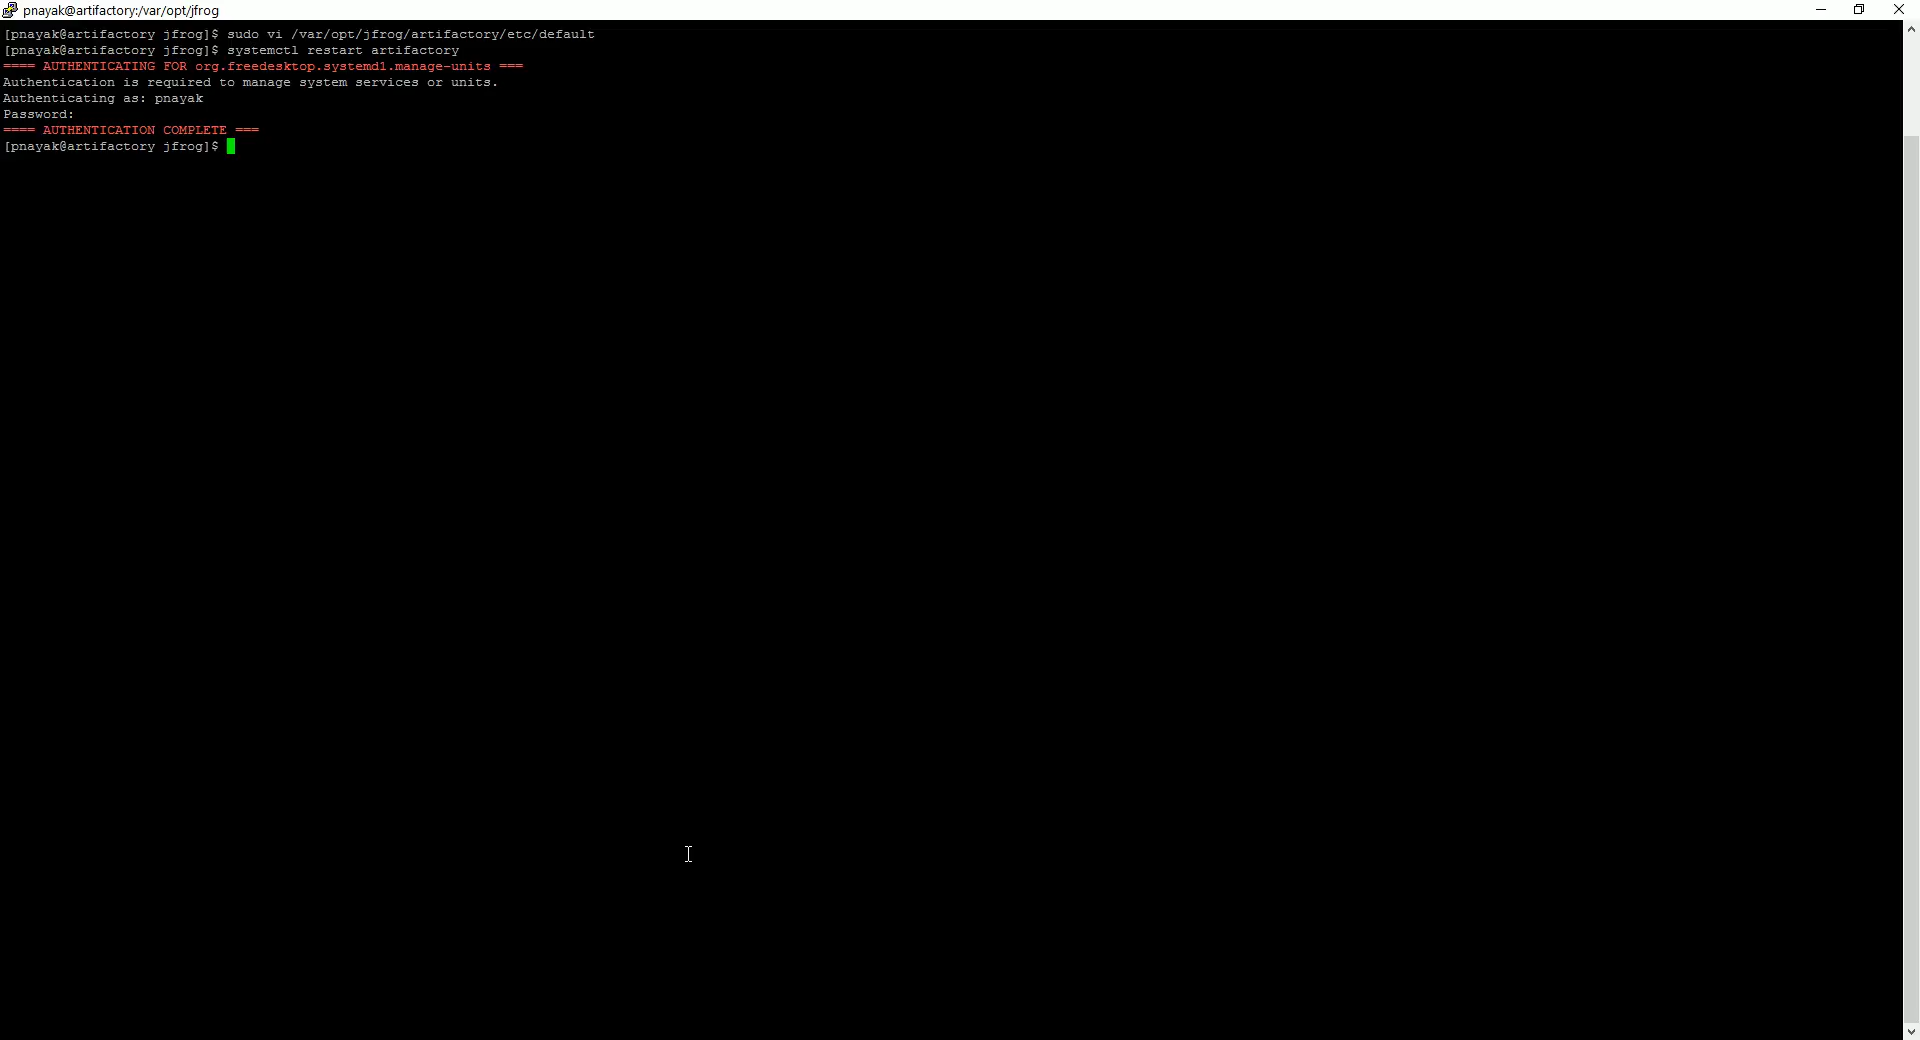 pnayak@artifactory:/var/opt/jfrog
[pnayak@artifactory jfrog]$ sudo vi /var/opt/jfrog/artifactory/etc/default
[pnayak@artifactory jfrog]$ systemctl restart artifactory
==== AUTHENTICATING FOR org.freedesktop.systemd1.manage-units ===
Authentication is required to manage system services or units.
Authenticating as: pnayak
Password:
==== AUTHENTICATION COMPLETE ===
[pnayak@artifactory jfrog]$